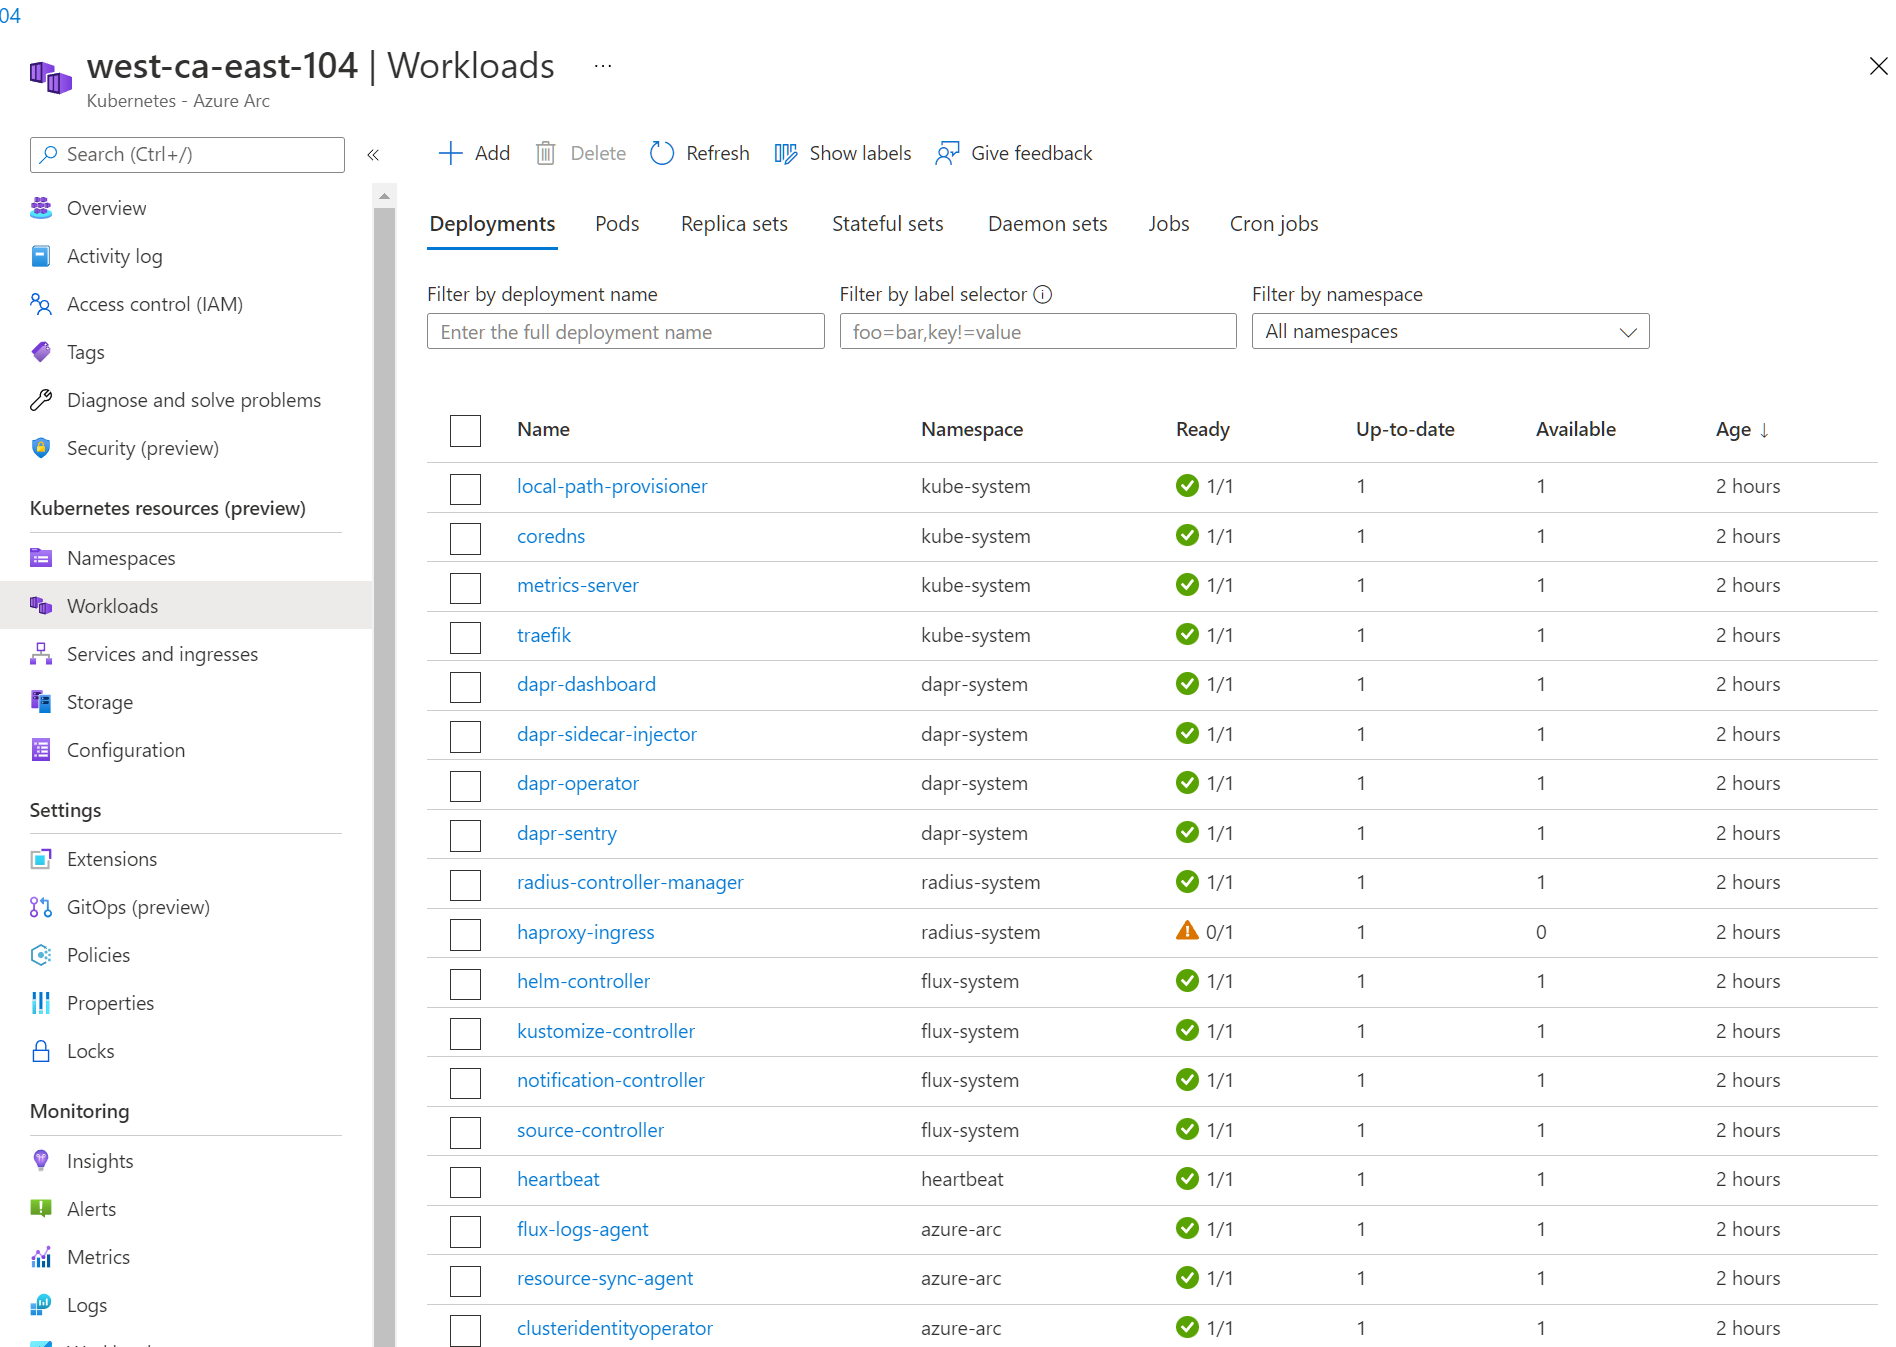 04
west-ca-east-104 | Workloads ...
Kubernetes - Azure Arc
Search (Ctrl+/)
«
Add
Delete
Refresh
Show labels
Give feedback
Overview
Activity log
Access control (IAM)
Tags
Diagnose and solve problems
Security (preview)
Kubernetes resources (preview)
Namespaces
Workloads
Services and ingresses
Storage
Configuration
Settings
Extensions
GitOps (preview)
Policies
Properties
Locks
Monitoring
Insights
Alerts
Metrics
Logs
Deployments Pods Replica sets Stateful sets Daemon sets Jobs Cron jobs
Filter by deployment name
Enter the full deployment name
Filter by label selector
foo=bar,key!=value
Filter by namespace
All namespaces
Name Namespace Ready Up-to-date Available Age ↓
local-path-provisioner kube-system 1/1 1 1 2 hours
coredns kube-system 1/1 1 1 2 hours
metrics-server kube-system 1/1 1 1 2 hours
traefik kube-system 1/1 1 1 2 hours
dapr-dashboard dapr-system 1/1 1 1 2 hours
dapr-sidecar-injector dapr-system 1/1 1 1 2 hours
dapr-operator dapr-system 1/1 1 1 2 hours
dapr-sentry dapr-system 1/1 1 1 2 hours
radius-controller-manager radius-system 1/1 1 1 2 hours
haproxy-ingress radius-system 0/1 1 0 2 hours
helm-controller flux-system 1/1 1 1 2 hours
kustomize-controller flux-system 1/1 1 1 2 hours
notification-controller flux-system 1/1 1 1 2 hours
source-controller flux-system 1/1 1 1 2 hours
heartbeat heartbeat 1/1 1 1 2 hours
flux-logs-agent azure-arc 1/1 1 1 2 hours
resource-sync-agent azure-arc 1/1 1 1 2 hours
clusteridentityoperator azure-arc 1/1 1 1 2 hours